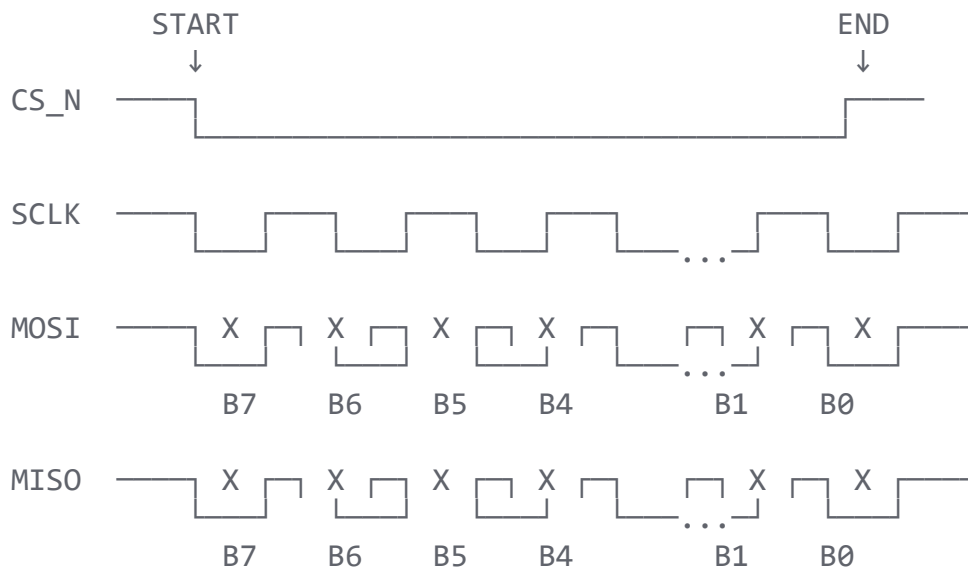 START END
↓ ↓
CS_N
SCLK ...
MOSI X X X X ... X X
B7 B6 B5 B4 B1 B0
MISO X X X X ... X X
B7 B6 B5 B4 B1 B0